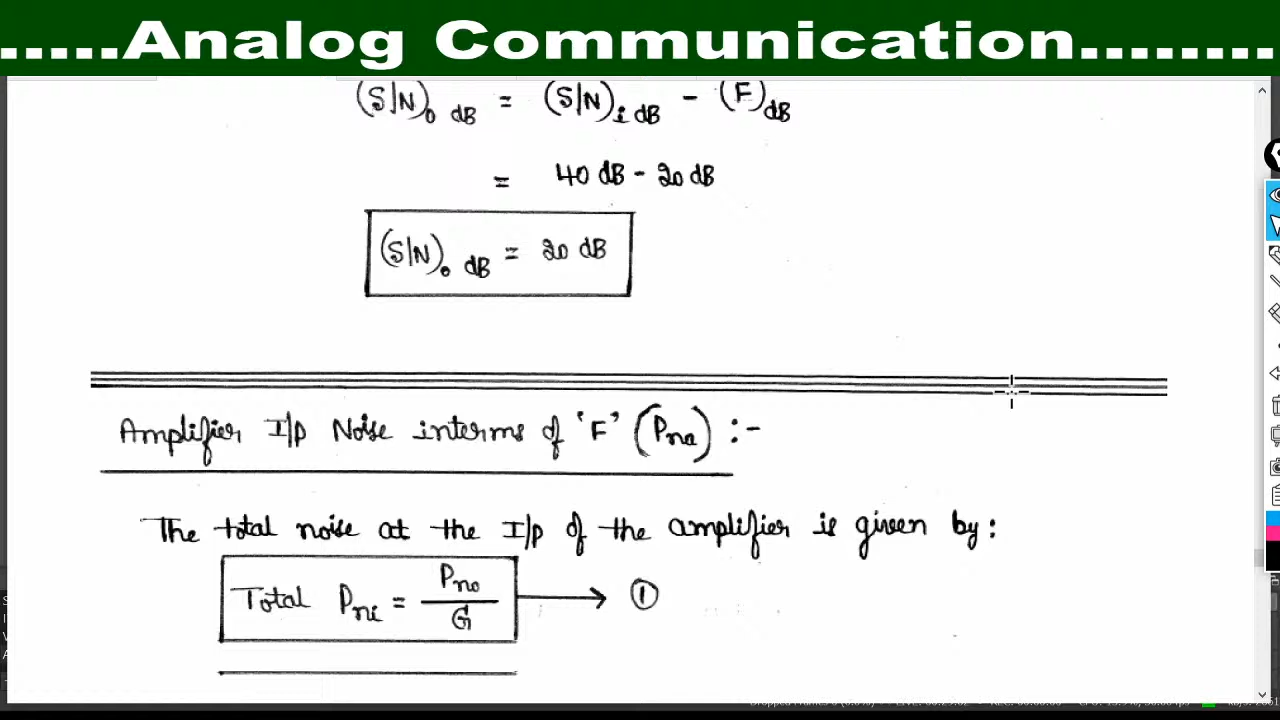 .....Analog Communication........
(S/N)o dB = (S/N)i dB - (F)dB
= 40 dB - 20 dB
(S/N)o dB = 20 dB
Amplifier I/p Noise interms of 'F' (Pna) :-
The total noise at the I/p of the amplifier is given by:
Total Pni = Pno/G → ①